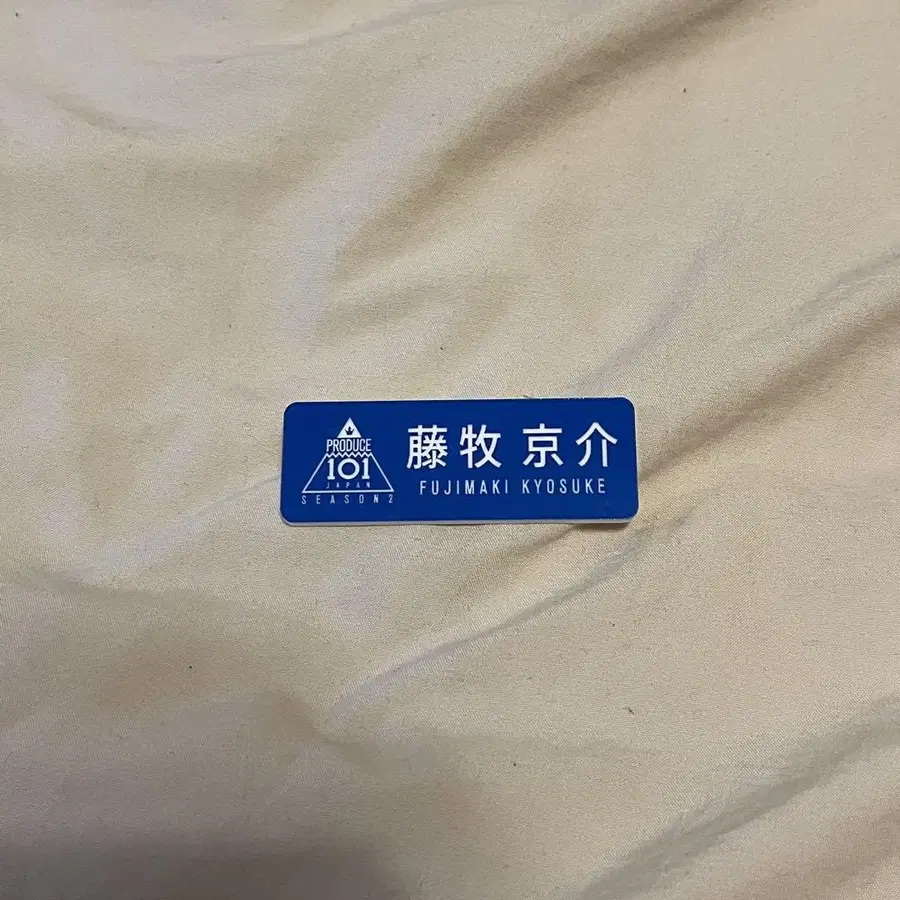 PRODUCE
101
JAPAN
SEASON2
藤牧 京介
FUJIMAKI KYOSUKE